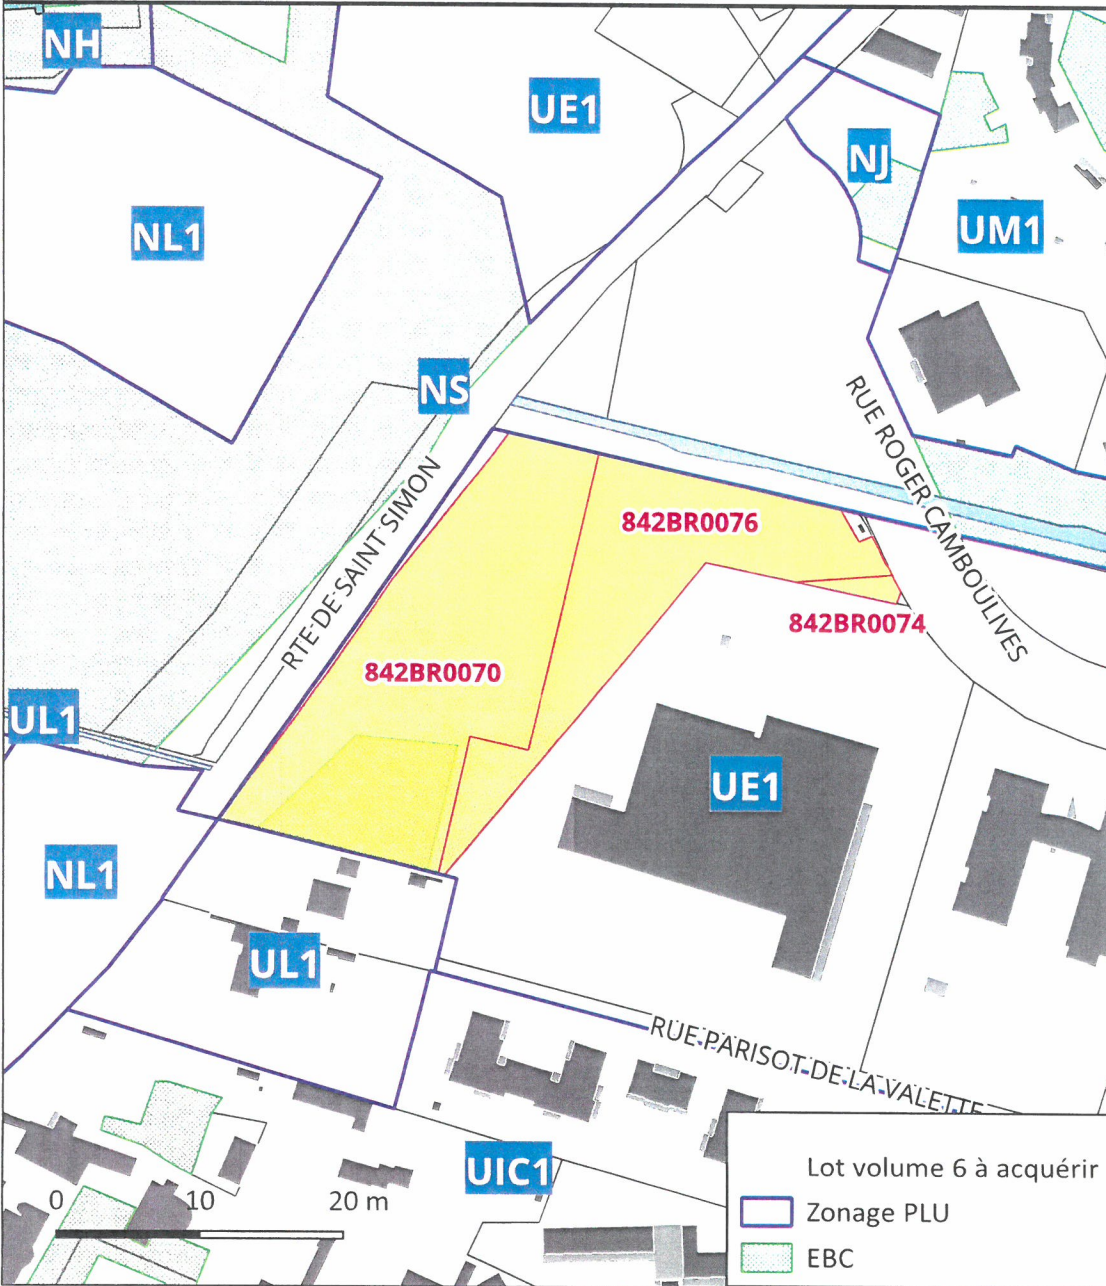 NH
UE1
NJ
NL1
UM1
NS
RUE ROGER CAMBOULIVES
RTE DE SAINT SIMON
842BR0076
842BR0074
842BR0070
UL1
UE1
NL1
UL1
RUE PARISOT DE LA VALETTE
UIC1
Lot volume 6 à acquérir
0 10 20 m
Zonage PLU
EBC